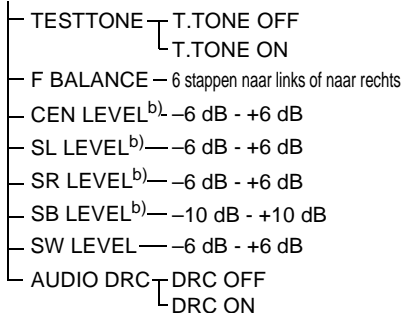 TESTTONE T.TONE OFF
T.TONE ON
F BALANCE 6 stappen naar links of naar rechts
CEN LEVELb) –6 dB - +6 dB
SL LEVELb) –6 dB - +6 dB
SR LEVELb) –6 dB - +6 dB
SB LEVELb) –10 dB - +10 dB
SW LEVEL –6 dB - +6 dB
AUDIO DRC DRC OFF
DRC ON